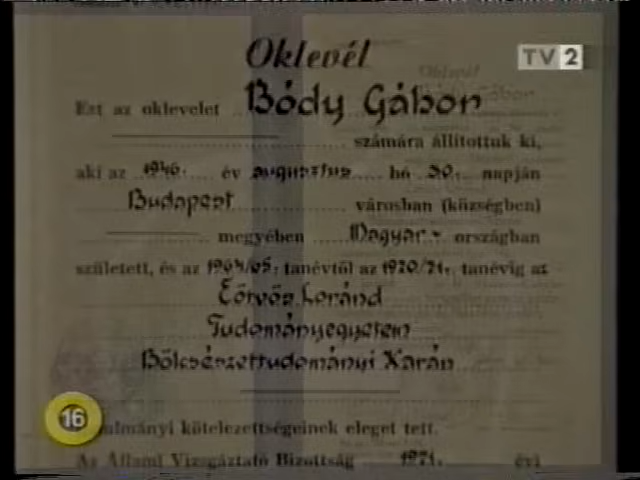 Oklevél
TV2
Ezt az oklevelet Bódy Gábor
számára állítottuk ki,
aki az 1946. év augusztus hó 30. napján
Budapest városban (községben)
megyében Magyar országban
született, és az 1964/65. tanévtől az 1970/71. tanévig az
Eötvös Loránd
Tudományegyetem
Bölcsészettudományi Karán
16
tanulmányi kötelezettségeinek eleget tett.
Az Állami Vizsgáztató Bizottság 1971. évi